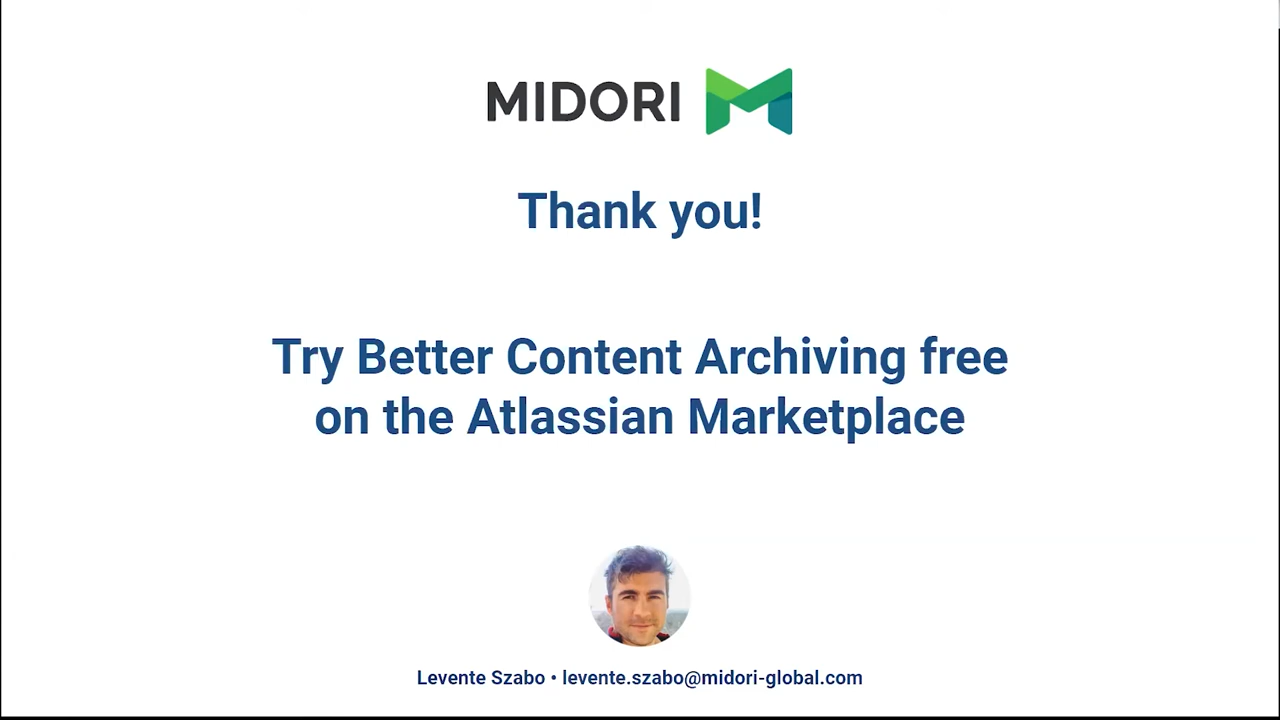 MIDORI
Thank you!
Try Better Content Archiving free
on the Atlassian Marketplace
Levente Szabo • levente.szabo@midori-global.com